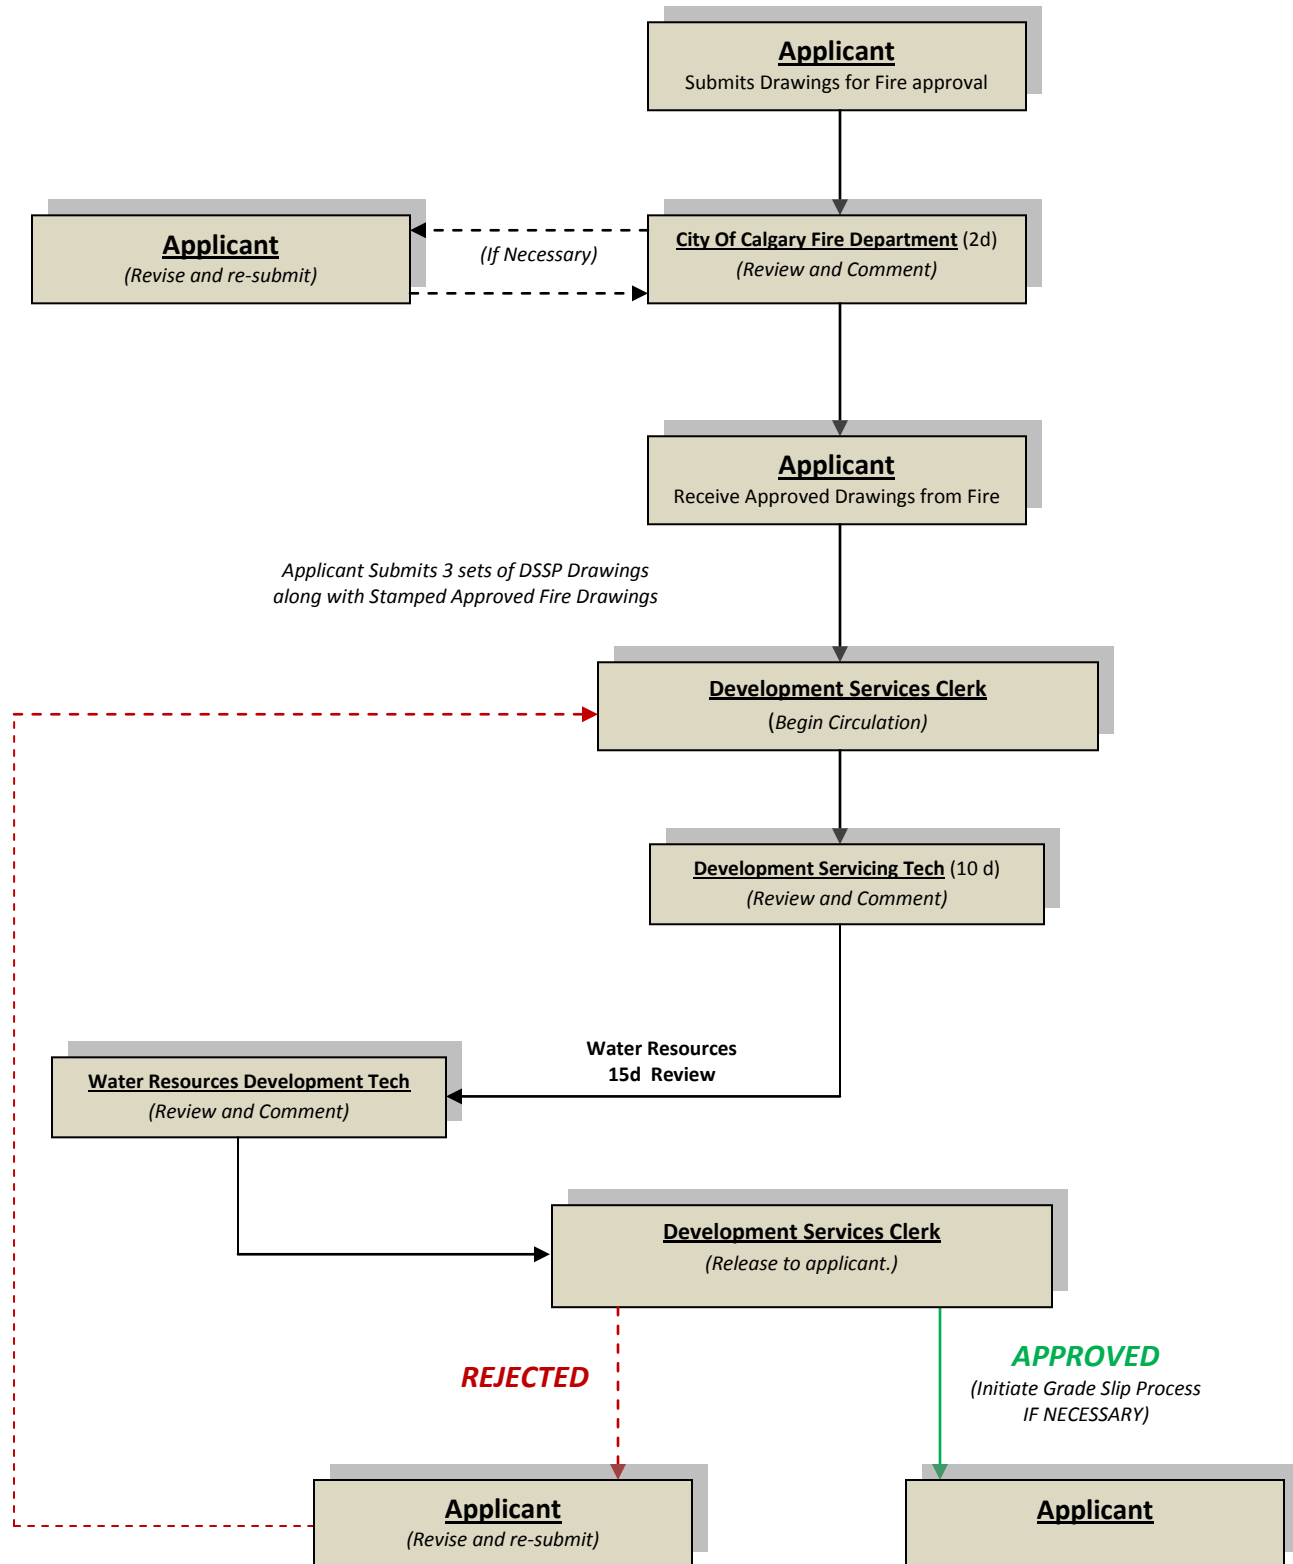 Applicant
Submits Drawings for Fire approval
Applicant
(Revise and re-submit)
(If Necessary)
City Of Calgary Fire Department (2d)
(Review and Comment)
Applicant
Receive Approved Drawings from Fire
Applicant Submits 3 sets of DSSP Drawings
along with Stamped Approved Fire Drawings
Development Services Clerk
(Begin Circulation)
Development Servicing Tech (10 d)
(Review and Comment)
Water Resources
15d Review
Water Resources Development Tech
(Review and Comment)
Development Services Clerk
(Release to applicant.)
REJECTED
APPROVED
(Initiate Grade Slip Process
IF NECESSARY)
Applicant
(Revise and re-submit)
Applicant